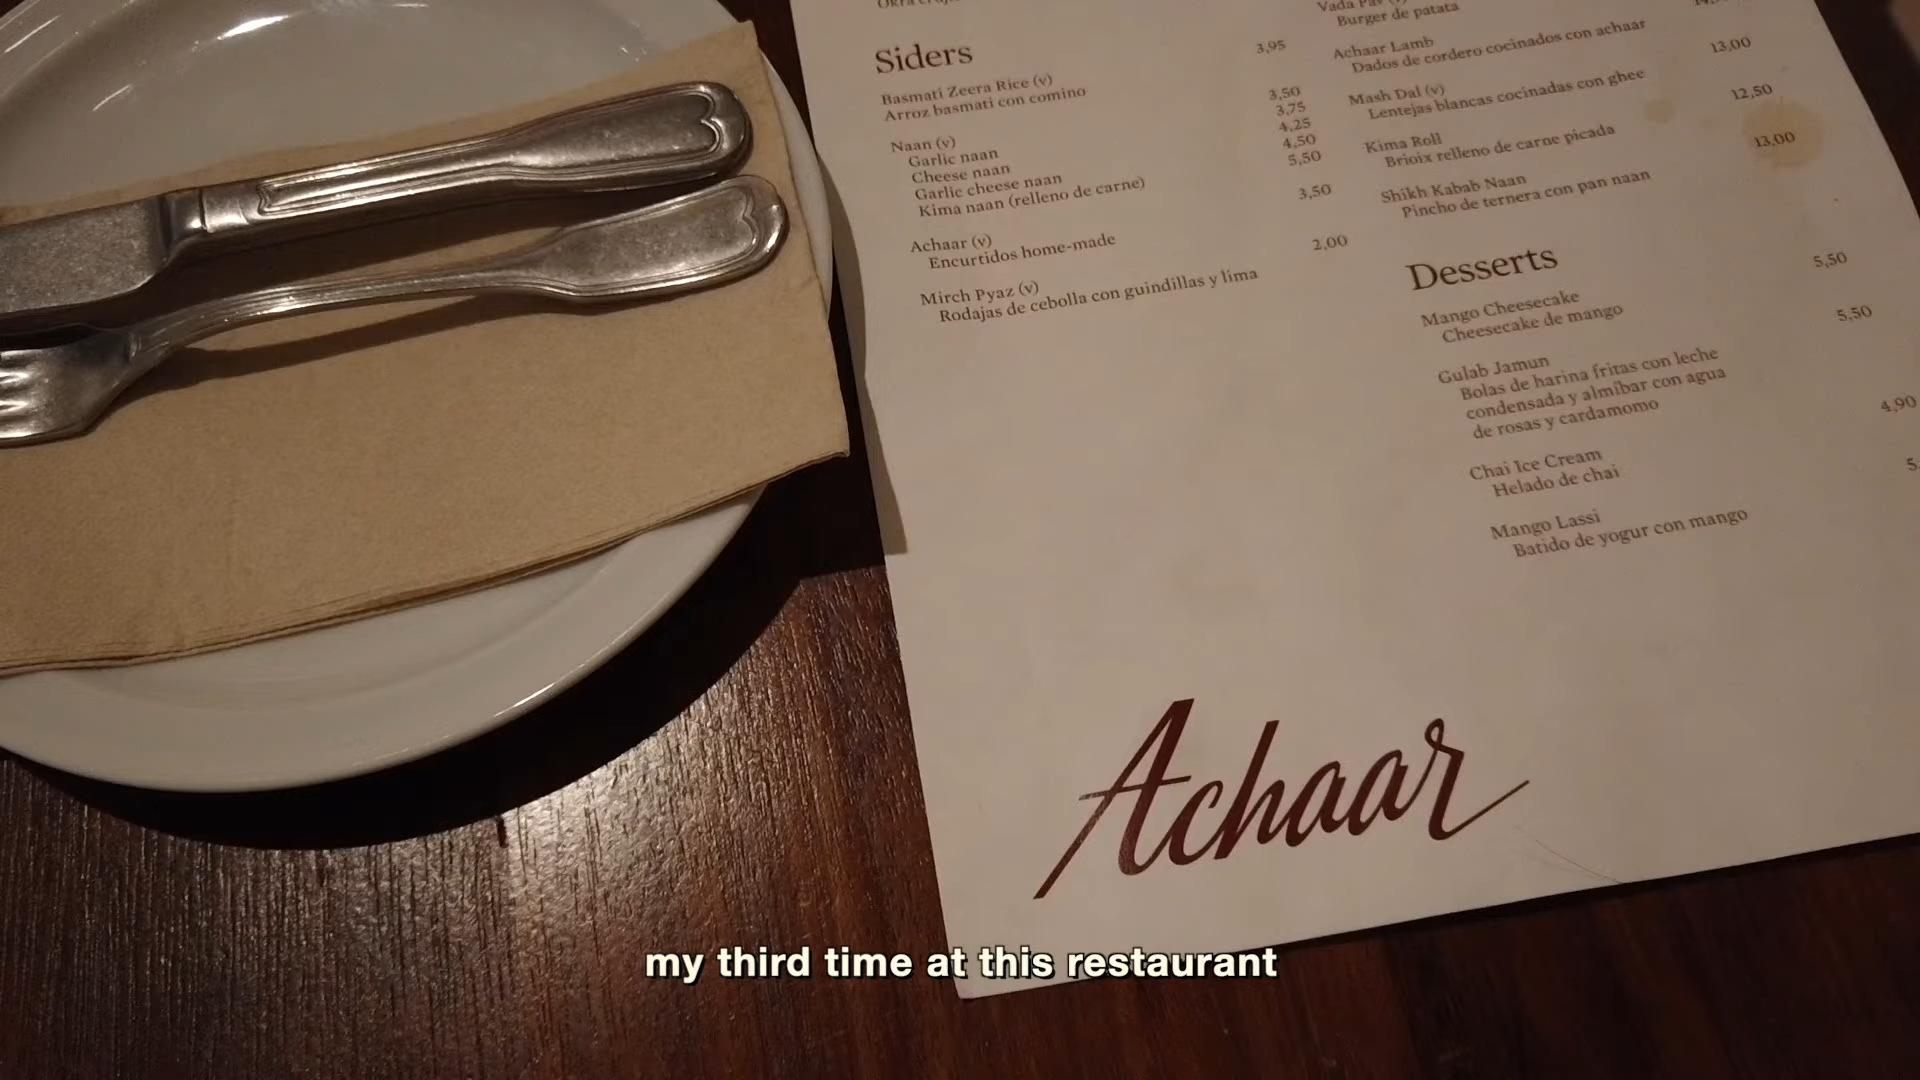 Siders
3,95
Basmati Zeera Rice (v)
Arroz basmati con comino
3,50
Naan (v)
3,75
Garlic naan
4,25
Cheese naan
4,50
Garlic cheese naan
5,50
Kima naan (relleno de carne)
3,50
Achaar (v)
Encurtidos home-made
2,00
Mirch Pyaz (v)
Rodajas de cebolla con guindillas y lima
Vada Pav
Burger de patata
Achaar Lamb
Dados de cordero cocinados con achaar
13,00
Mash Dal (v)
Lentejas blancas cocinadas con ghee
12,50
Kima Roll
Brioix relleno de carne picada
13,00
Shikh Kabab Naan
Pincho de ternera con pan naan
Desserts
5,50
Mango Cheesecake
Cheesecake de mango
5,50
Gulab Jamun
Bolas de harina fritas con leche
condensada y almíbar con agua
de rosas y cardamomo
4,90
Chai Ice Cream
Helado de chai
Mango Lassi
Batido de yogur con mango
Achaar
my third time at this restaurant